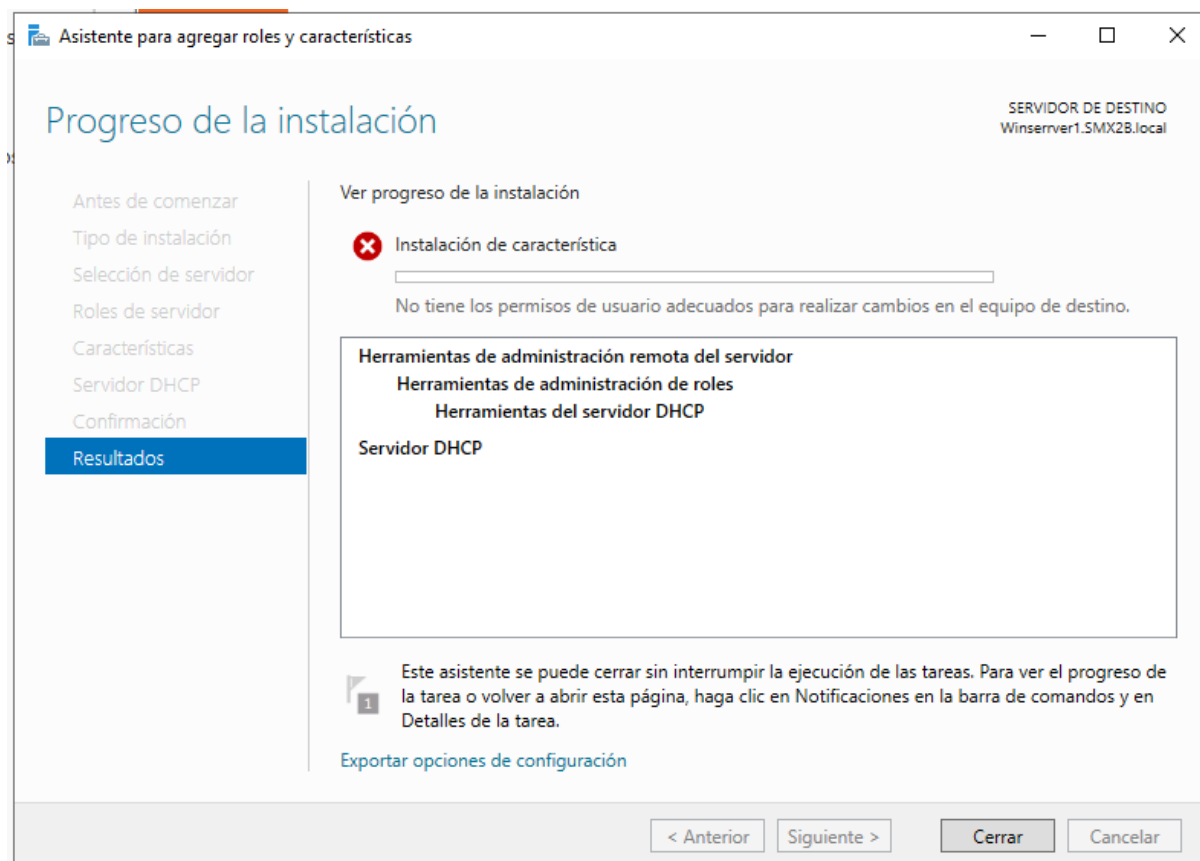 Asistente para agregar roles y características
Progreso de la instalación
SERVIDOR DE DESTINO
Winserrver1.SMX2B.local
Antes de comenzar
Tipo de instalación
Selección de servidor
Roles de servidor
Características
Servidor DHCP
Confirmación
Resultados
Ver progreso de la instalación
Instalación de característica
No tiene los permisos de usuario adecuados para realizar cambios en el equipo de destino.
Herramientas de administración remota del servidor
Herramientas de administración de roles
Herramientas del servidor DHCP
Servidor DHCP
1
Este asistente se puede cerrar sin interrumpir la ejecución de las tareas. Para ver el progreso de
la tarea o volver a abrir esta página, haga clic en Notificaciones en la barra de comandos y en
Detalles de la tarea.
Exportar opciones de configuración
< Anterior
Siguiente >
Cerrar
Cancelar